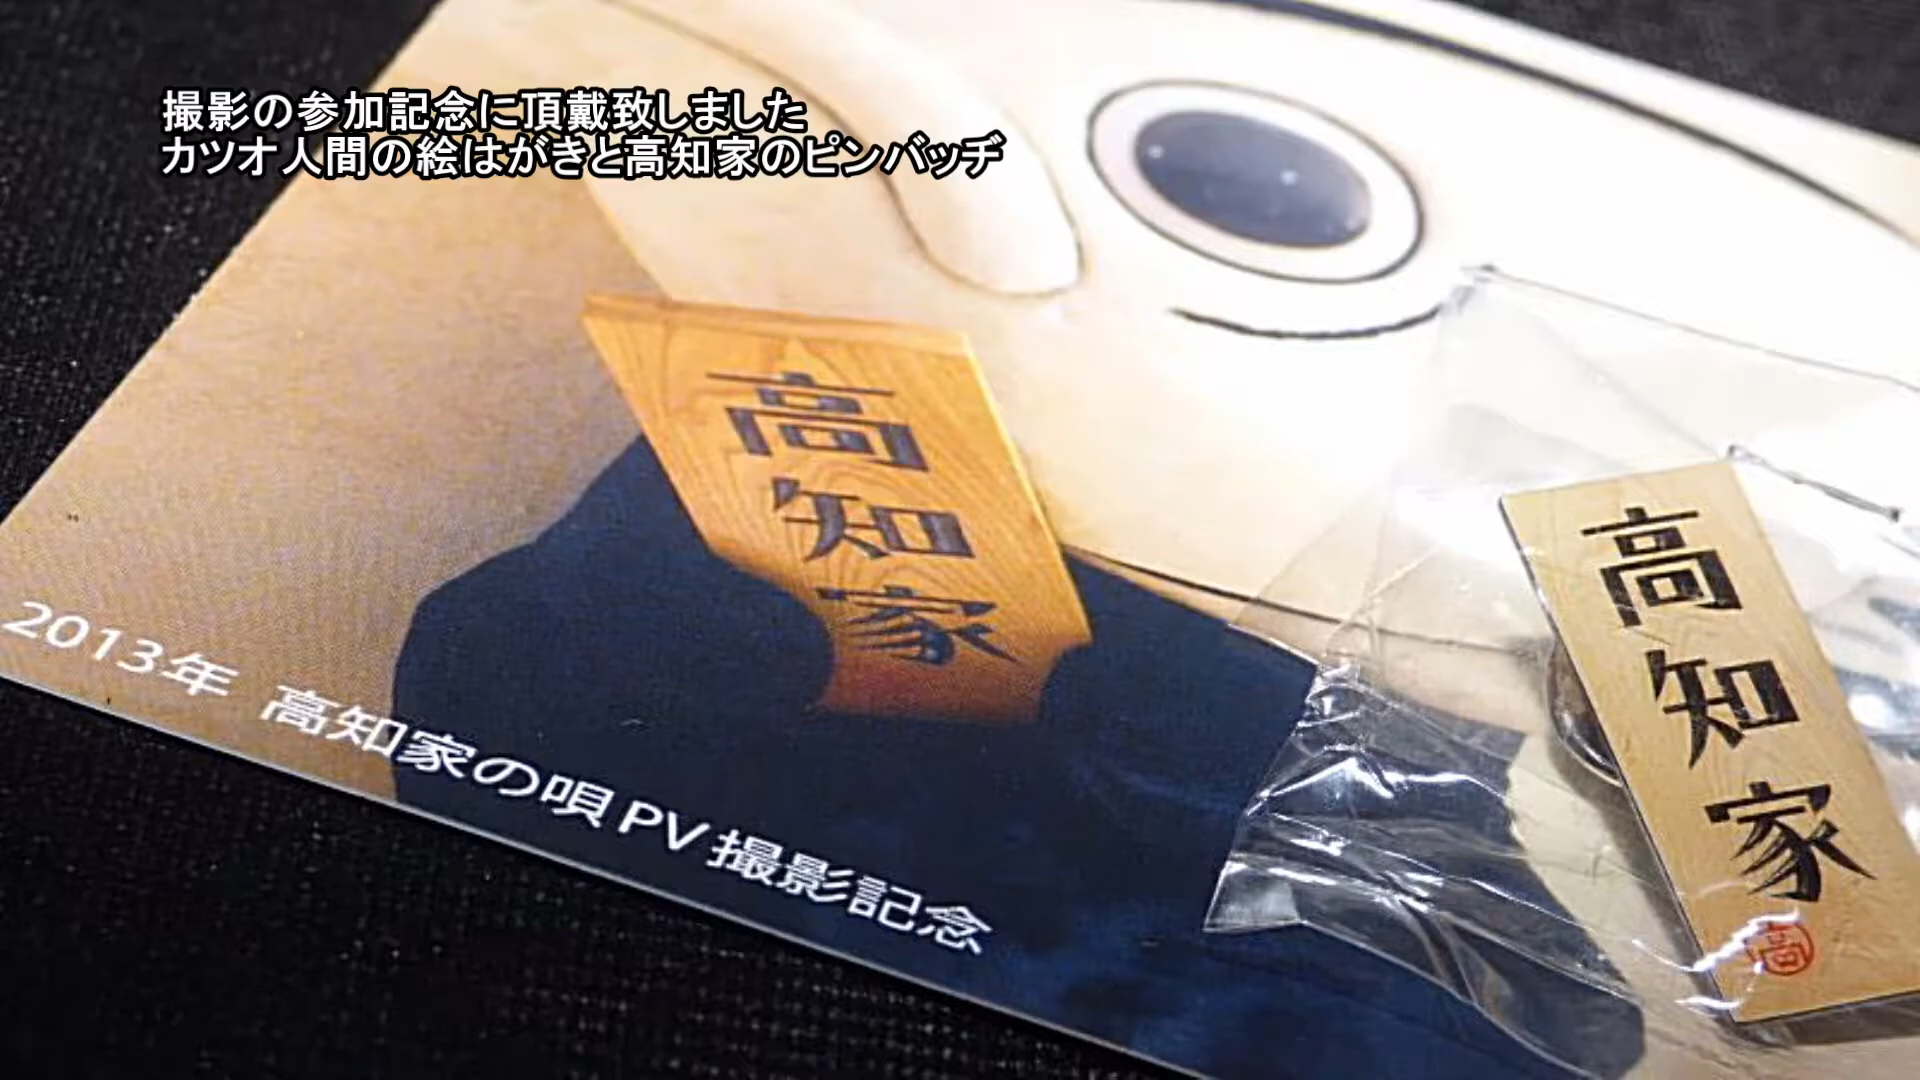 撮影の参加記念に頂戴致しました
カツオ人間の絵はがきと高知家のピンバッヂ
高知家
高知家
高
2013年 高知家の唄PV撮影記念